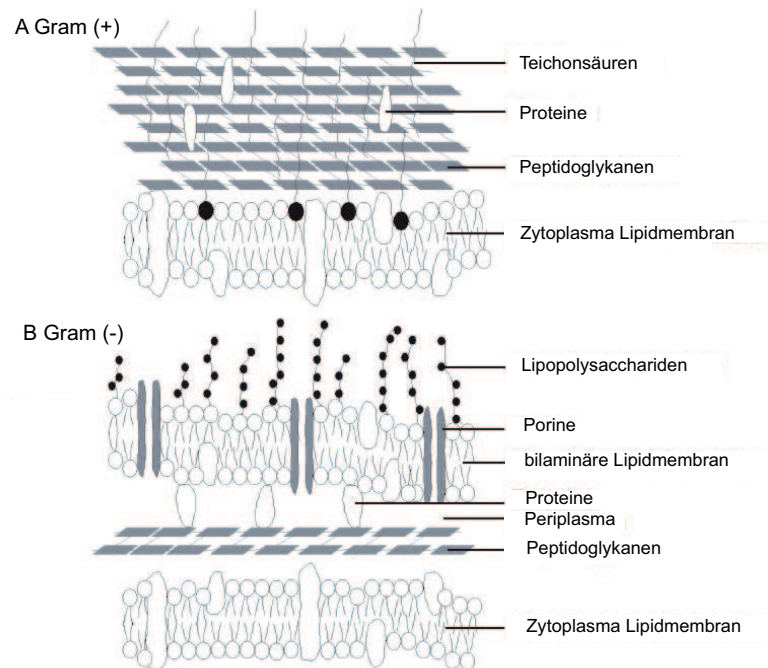 A Gram (+)
Teichonsäuren
Proteine
Peptidoglykanen
Zytoplasma Lipidmembran
B Gram (-)
Lipopolysacchariden
Porine
bilaminäre Lipidmembran
Proteine
Periplasma
Peptidoglykanen
Zytoplasma Lipidmembran